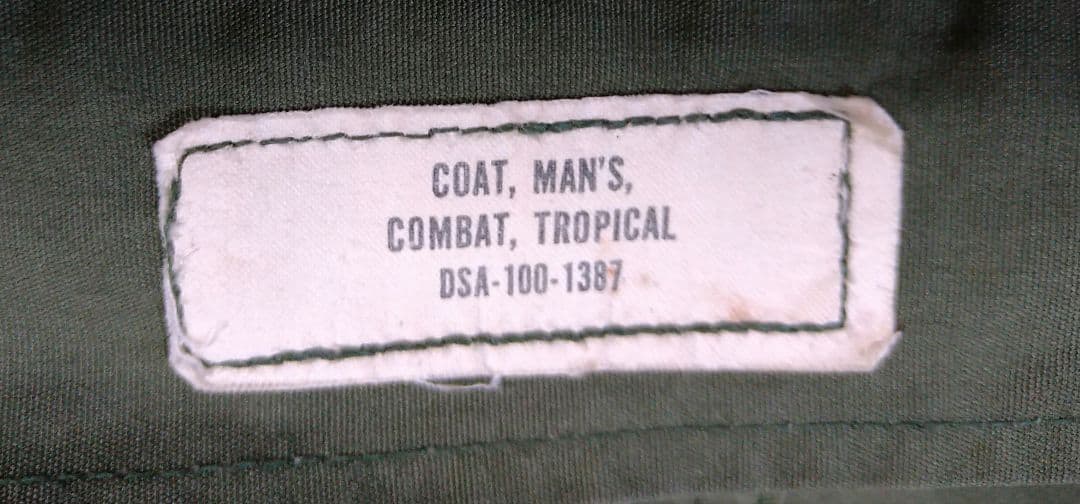 COAT, MAN'S,
COMBAT, TROPICAL
DSA-100-1387